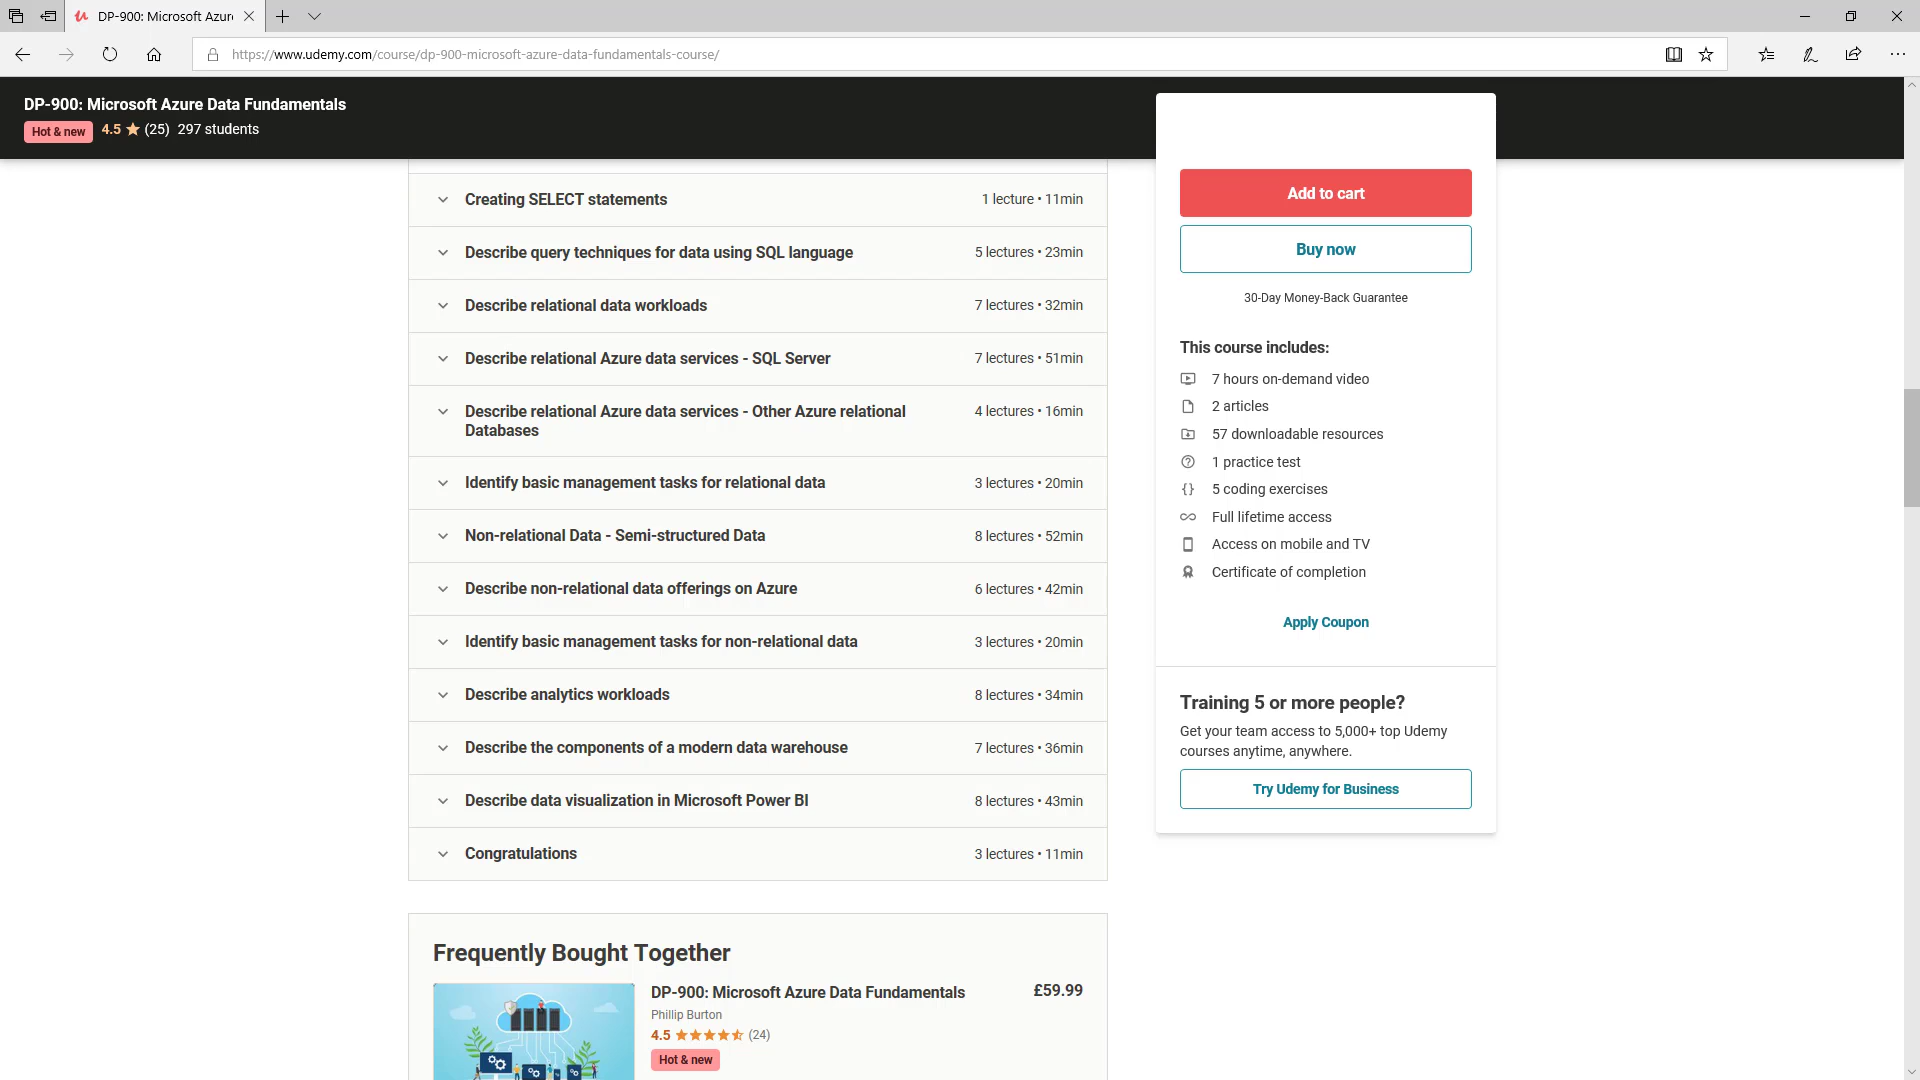 DP-900: Microsoft Azur
https://www.udemy.com/course/dp-900-microsoft-azure-data-fundamentals-course/
DP-900: Microsoft Azure Data Fundamentals
Hot & new 4.5 (25) 297 students
Creating SELECT statements 1 lecture • 11min
Describe query techniques for data using SQL language 5 lectures • 23min
Describe relational data workloads 7 lectures • 32min
Describe relational Azure data services - SQL Server 7 lectures • 51min
Describe relational Azure data services - Other Azure relational 4 lectures • 16min
Databases
Identify basic management tasks for relational data 3 lectures • 20min
Non-relational Data - Semi-structured Data 8 lectures • 52min
Describe non-relational data offerings on Azure 6 lectures • 42min
Identify basic management tasks for non-relational data 3 lectures • 20min
Describe analytics workloads 8 lectures • 34min
Describe the components of a modern data warehouse 7 lectures • 36min
Describe data visualization in Microsoft Power BI 8 lectures • 43min
Congratulations 3 lectures • 11min
Frequently Bought Together
DP-900: Microsoft Azure Data Fundamentals £59.99
Phillip Burton
4.5 (24)
Hot & new
Add to cart
Buy now
30-Day Money-Back Guarantee
This course includes:
7 hours on-demand video
2 articles
57 downloadable resources
1 practice test
5 coding exercises
Full lifetime access
Access on mobile and TV
Certificate of completion
Apply Coupon
Training 5 or more people?
Get your team access to 5,000+ top Udemy
courses anytime, anywhere.
Try Udemy for Business